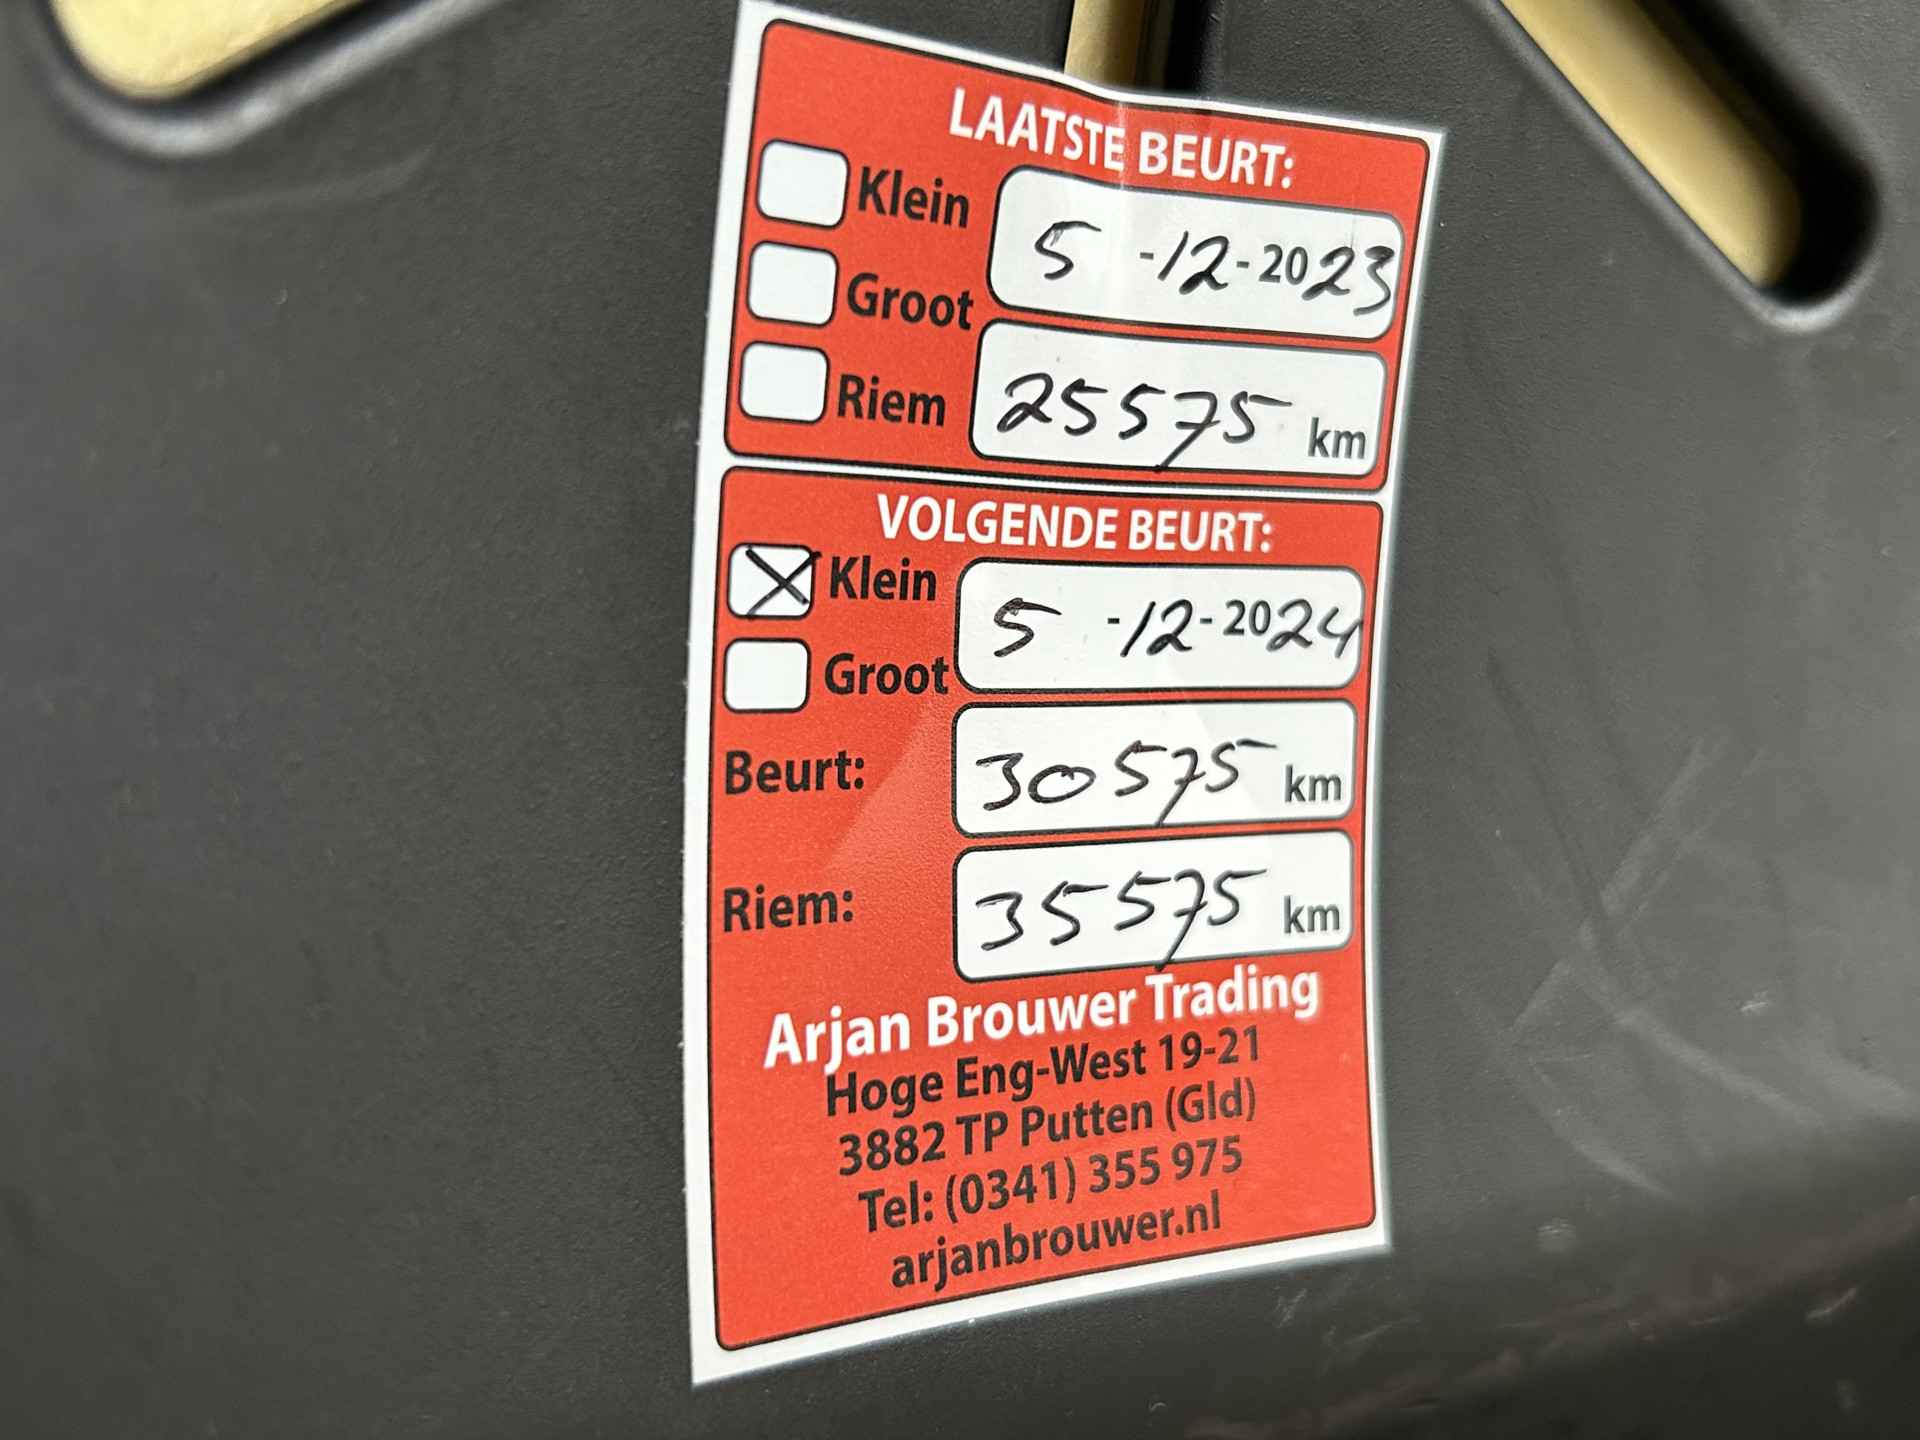 LAATSTE BEURT:
Klein
5 -12-2023
Groot
25575 km
Riem
VOLGENDE BEURT:
Klein
5 -12-2024
Groot
Beurt: 30575 km
Riem: 35575 km
Arjan Brouwer Trading
Hoge Eng-West 19-21
3882 TP Putten (Gld)
Tel: (0341) 355 975
arjanbrouwer.nl